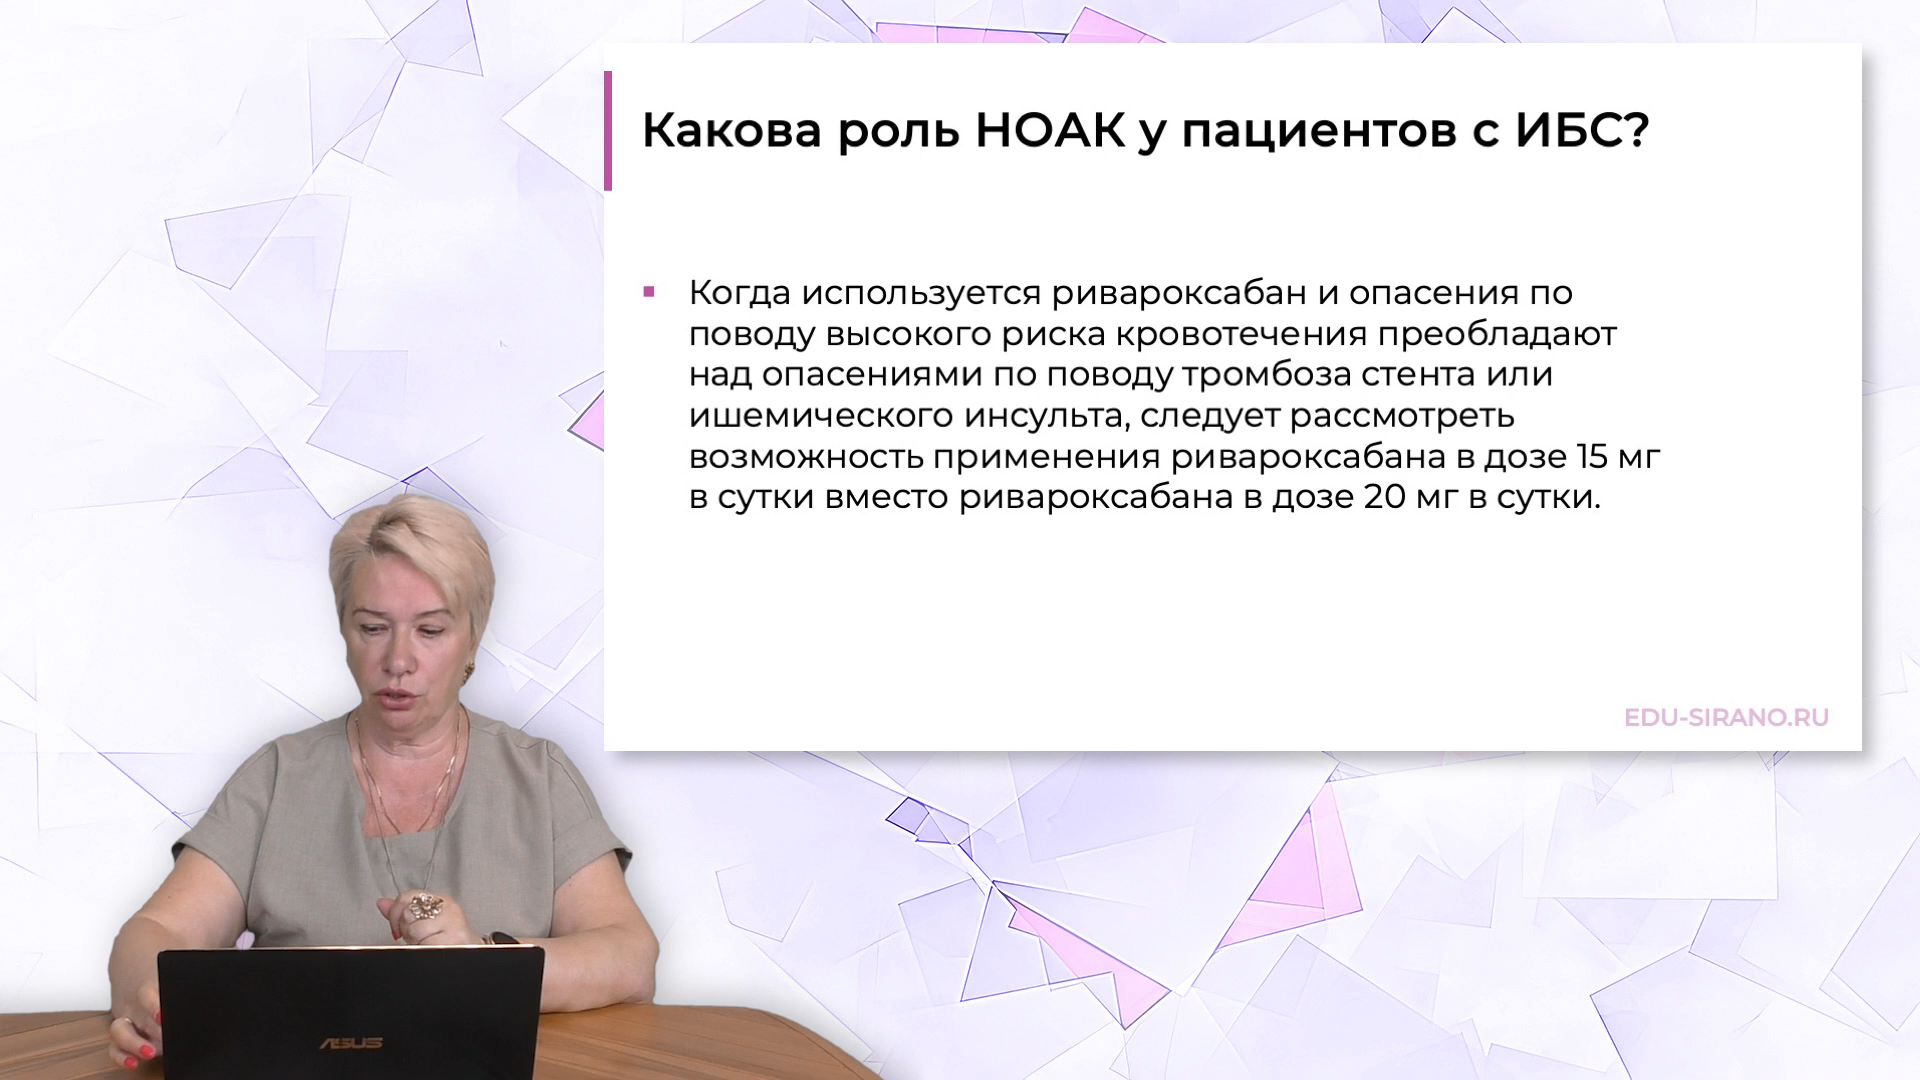 Какова роль НОАК у пациентов с ИБС?
Когда используется ривароксабан и опасения по
поводу высокого риска кровотечения преобладают
над опасениями по поводу тромбоза стента или
ишемического инсульта, следует рассмотреть
возможность применения ривароксабана в дозе 15 мг
в сутки вместо ривароксабана в дозе 20 мг в сутки.
EDU-SIRANO.RU
ASUS